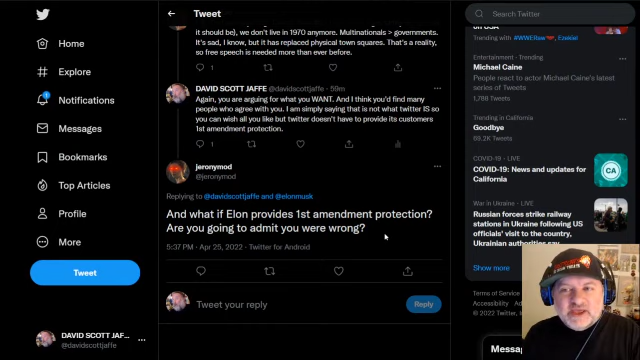 Tweet
Search Twitter
it should be), we don't live in 1970 anymore. Multinationals > governments.
It's sad, I know, but it has replaced physical town squares. That's a reality,
so free speech is needed more than ever before.
1
DAVID SCOTT JAFFE @davidscottjaffe · 59m
Again, you are arguing for what you WANT. And I think you'd find many
people who agree with you. I am simply saying that is not what twitter IS so you
can wish all you like but twitter doesn't have to provide its customers
1st amendment protection.
1
jeronymod
@jeronymod
Replying to @davidscottjaffe and @elonmusk
And what if Elon provides 1st amendment protection?
Are you going to admit you were wrong?
5:37 PM · Apr 25, 2022 · Twitter for Android
Tweet your reply
Reply
Home
Explore
1
Notifications
Messages
Bookmarks
Top Articles
Profile
More
Tweet
DAVID SCOTT JAFF
@davidscottjaffe
on USA
Trending with #WWERaw, Ezekiel
Entertainment · Trending
Michael Caine
People react to actor Michael Caine's latest
series of Tweets
1,788 Tweets
Trending in California
Goodbye
69.2K Tweets
COVID-19 · LIVE
COVID-19: News and updates for
California
CA
War in Ukraine · LIVE
Russian forces strike railway
stations in Ukraine following
US officials' visit to the country,
Ukrainian authorities say
Show more
Terms of Service
Accessibility
© 2022 Twitter, Inc.
Messa